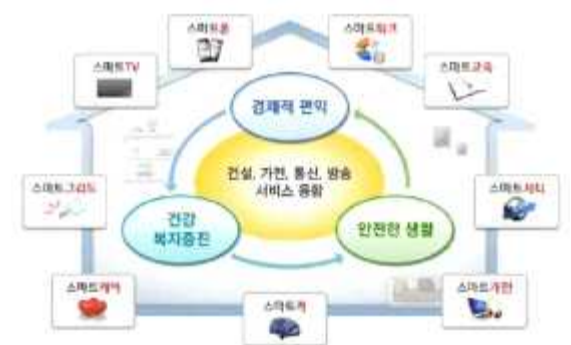 스마트폰
스마트워크
스마트TV
스마트교육
경제적 편익
건설, 가전, 통신, 방송
서비스 융합
스마트그리드
스마트시티
건강
복지증진
안전한 생활
스마트케어
스마트카
스마트가전